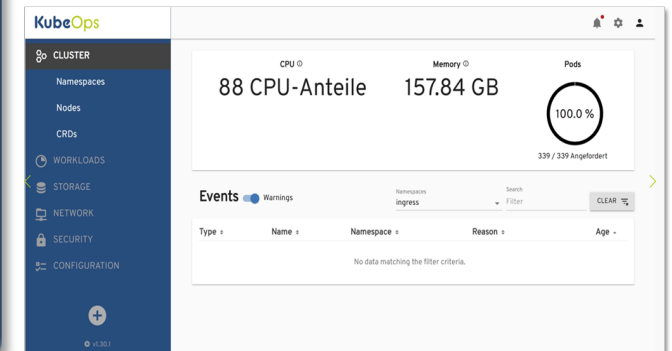 KubeOps
CLUSTER
Namespaces
Nodes
CRDs
WORKLOADS
STORAGE
NETWORK
SECURITY
CONFIGURATION
v1.30.1
CPU
88 CPU-Anteile
Memory
157.84 GB
Pods
100.0 %
339 / 339 Angefordert
Events
Warnings
Namespaces
ingress
Search
Filter
CLEAR
Type Name Namespace Reason Age
No data matching the filter criteria.